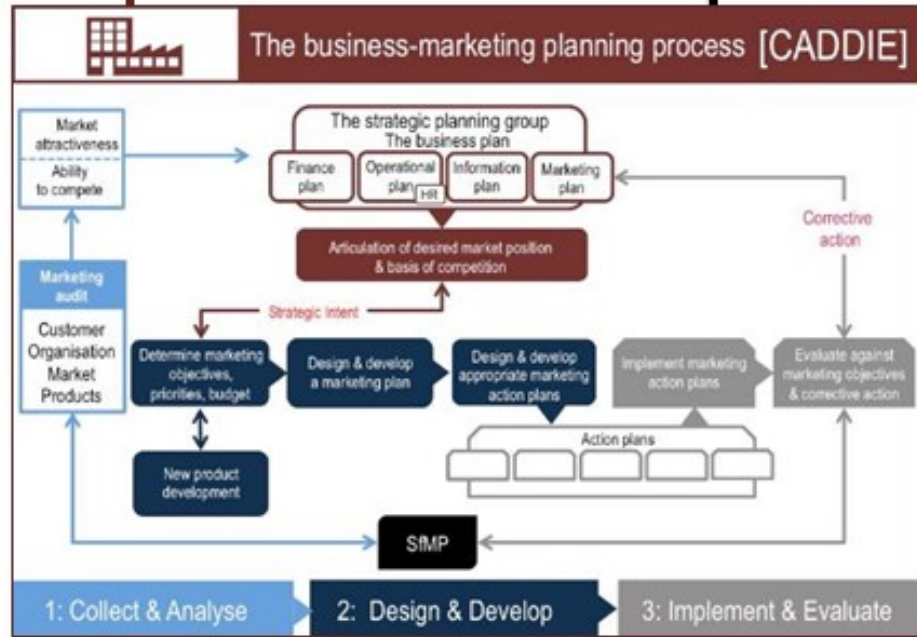 The business-marketing planning process [CADDIE]
Market
attractiveness
Ability
to compete
The strategic planning group
The business plan
Finance
plan
Operational
plan
HR
Information
plan
Marketing
plan
Corrective
action
Articulation of desired market position
& basis of competition
Marketing
audit
Customer
Organisation
Market
Products
Strategic Intent
Determine marketing
objectives,
priorities, budget
Design & develop
a marketing plan
Design & develop
appropriate marketing
action plans
Implement marketing
action plans
Evaluate against
marketing objectives
& corrective action
Action plans
New product
development
SfMP
1: Collect & Analyse
2: Design & Develop
3: Implement & Evaluate